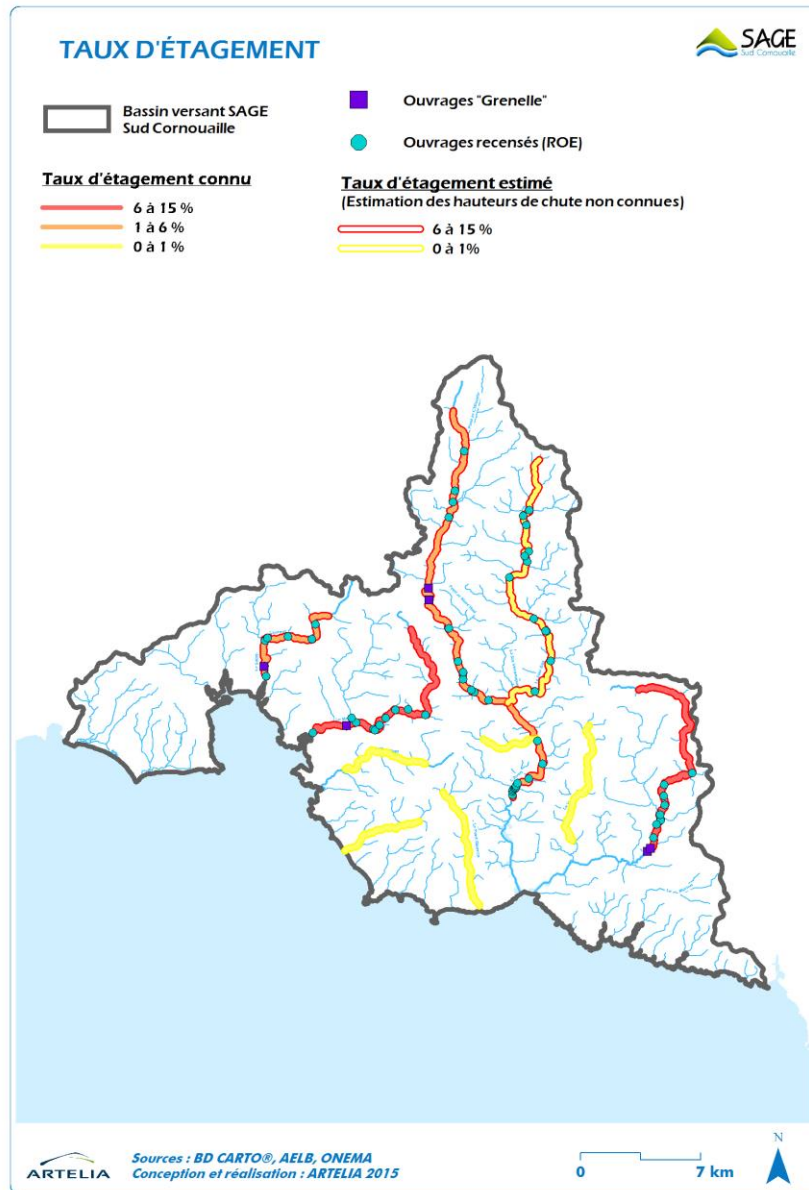 TAUX D'ÉTAGEMENT
SAGE
Sud Cornouaille
Bassin versant SAGE
Sud Cornouaille
Ouvrages "Grenelle"
Ouvrages recensés (ROE)
Taux d'étagement connu
6 à 15 %
1 à 6 %
0 à 1 %
Taux d'étagement estimé
(Estimation des hauteurs de chute non connues)
6 à 15 %
0 à 1%
ARTELIA
Sources : BD CARTO®, AELB, ONEMA
Conception et réalisation : ARTELIA 2015
0 7 km
N